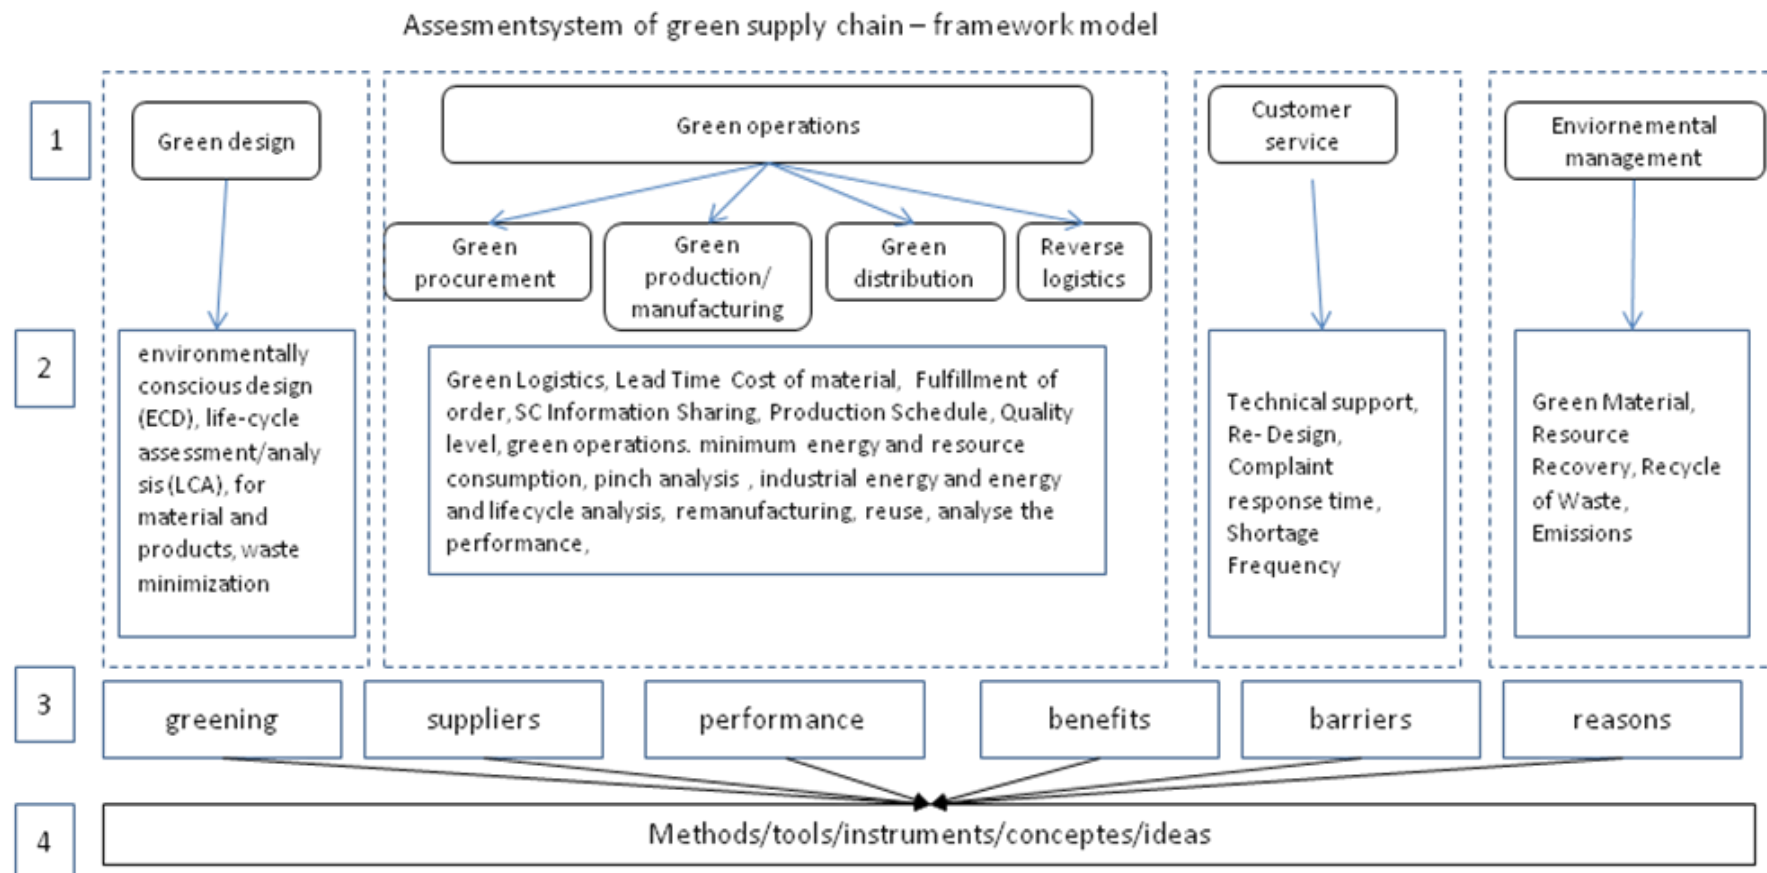 Assesmentsystem of green supply chain – framework model
1
Green design
Green operations
Customer
service
Enviornemental
management
Green
procurement
Green
production/
manufacturing
Green
distribution
Reverse
logistics
2
environmentally
conscious design
(ECD), life-cycle
assessment/analy
sis (LCA), for
material and
products, waste
minimization
Green Logistics, Lead Time Cost of material, Fulfillment of
order, SC Information Sharing, Production Schedule, Quality
level, green operations. minimum energy and resource
consumption, pinch analysis , industrial energy and energy
and lifecycle analysis, remanufacturing, reuse, analyse the
performance,
Technical support,
Re- Design,
Complaint
response time,
Shortage
Frequency
Green Material,
Resource
Recovery, Recycle
of Waste,
Emissions
3
greening
suppliers
performance
benefits
barriers
reasons
4
Methods/tools/instruments/conceptes/ideas